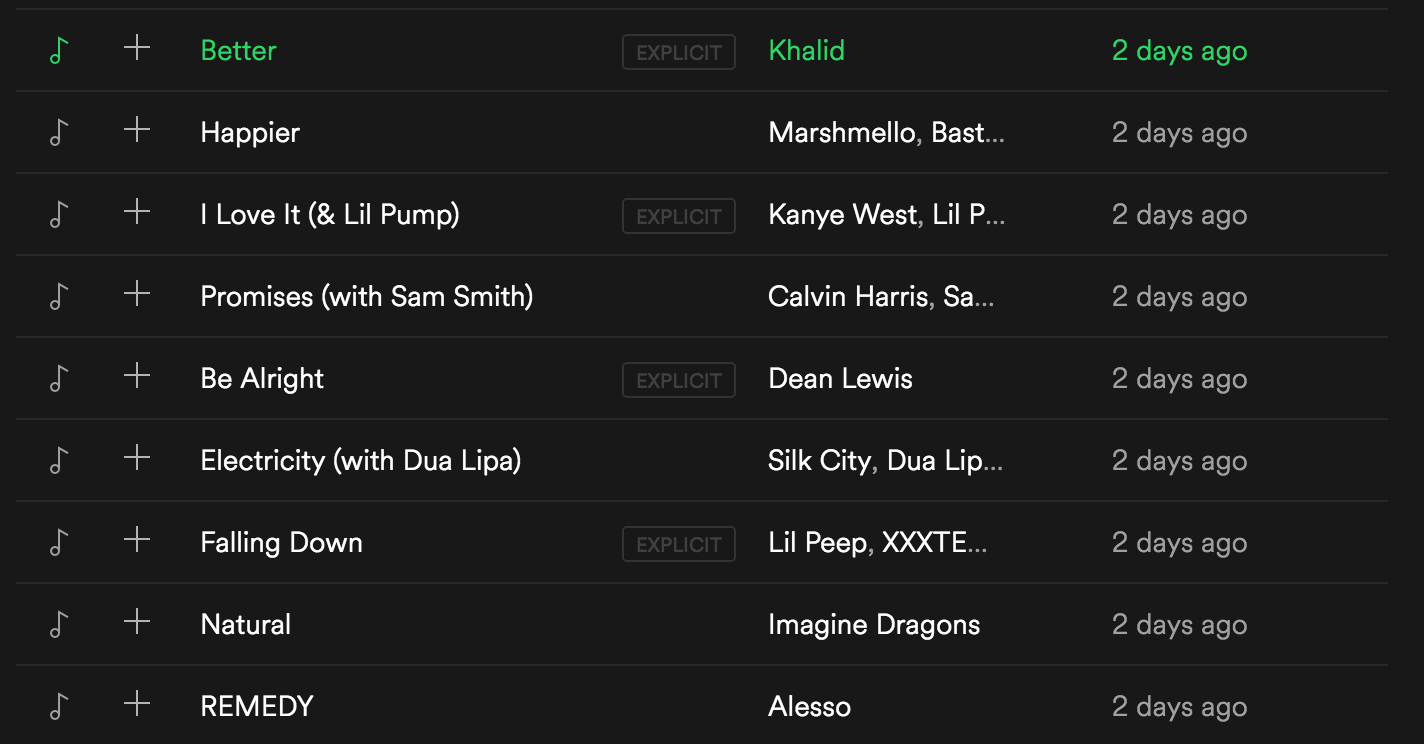 Better EXPLICIT Khalid 2 days ago
Happier Marshmello, Bast... 2 days ago
I Love It (& Lil Pump) EXPLICIT Kanye West, Lil P... 2 days ago
Promises (with Sam Smith) Calvin Harris, Sa... 2 days ago
Be Alright EXPLICIT Dean Lewis 2 days ago
Electricity (with Dua Lipa) Silk City, Dua Lip... 2 days ago
Falling Down EXPLICIT Lil Peep, XXXTE... 2 days ago
Natural Imagine Dragons 2 days ago
REMEDY Alesso 2 days ago